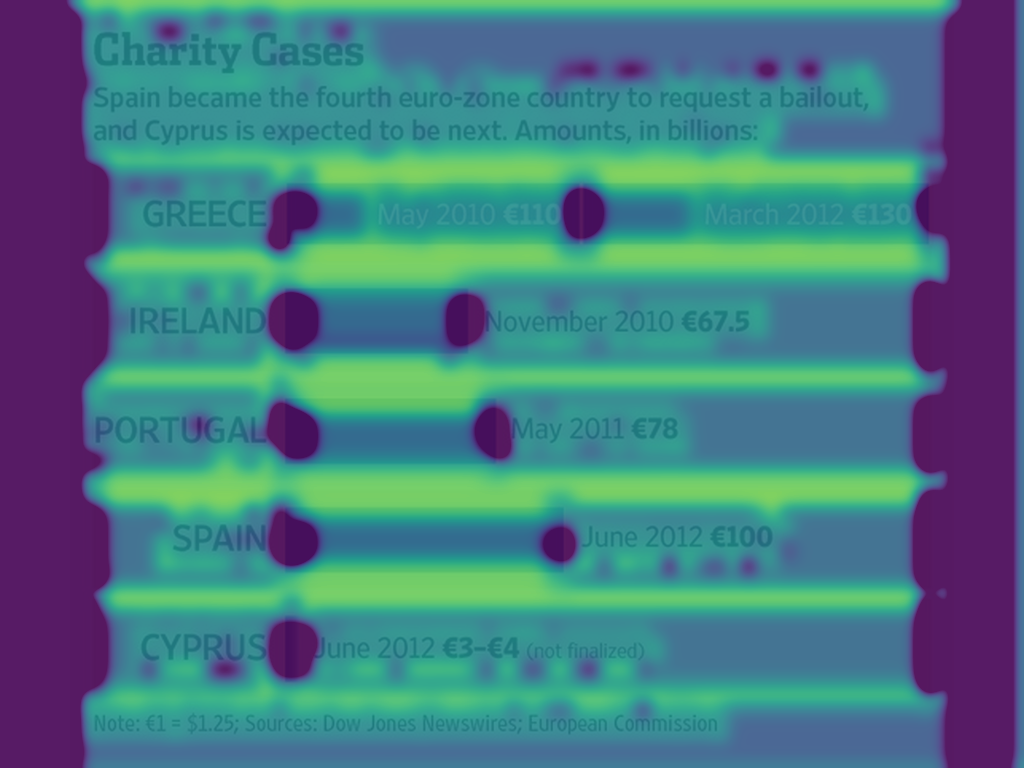 Charity Cases
Spain became the fourth euro-zone country to request a bailout,
and Cyprus is expected to be next. Amounts, in billions:
GREECE May 2010 €110 March 2012 €130
IRELAND November 2010 €67.5
PORTUGAL May 2011 €78
SPAIN June 2012 €100
CYPRUS June 2012 €3–€4 (not finalized)
Note: €1 = $1.25; Sources: Dow Jones Newswires; European Commission